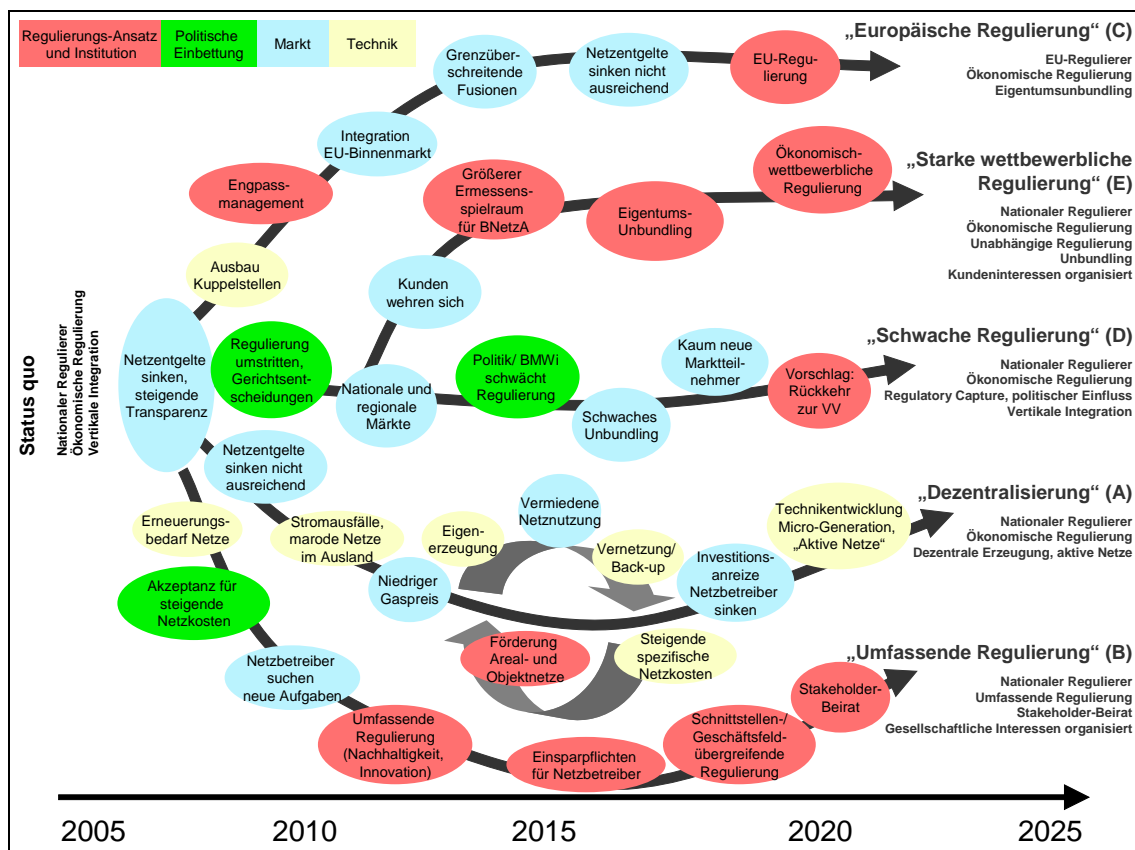 Regulierungs-Ansatz
und Institution
Politische
Einbettung
Markt
Technik
„Europäische Regulierung“ (C)
EU-Regulierer
Ökonomische Regulierung
Eigentumsunbundling
Grenzüber-
schreitende
Fusionen
Netzentgelte
sinken nicht
ausreichend
EU-Regu-
lierung
Integration
EU-Binnenmarkt
Engpass-
management
Ausbau
Kuppelstellen
„Starke wettbewerbliche
Regulierung“ (E)
Nationaler Regulierer
Ökonomische Regulierung
Unabhängige Regulierung
Unbundling
Kundeninteressen organisiert
Größerer
Ermessens-
spielraum
für BNetzA
Eigentums-
Unbundling
Ökonomisch-
wettbewerbliche
Regulierung
Kunden
wehren sich
Status quo
Nationaler Regulierer
Ökonomische Regulierung
Vertikale Integration
Netzentgelte
sinken,
steigende
Transparenz
Regulierung
umstritten,
Gerichtsent-
scheidungen
Nationale und
regionale
Märkte
Politik/ BMWi
schwächt
Regulierung
Schwaches
Unbundling
Kaum neue
Marktteil-
nehmer
Vorschlag:
Rückkehr
zur VV
„Schwache Regulierung“ (D)
Nationaler Regulierer
Ökonomische Regulierung
Regulatory Capture, politischer Einfluss
Vertikale Integration
Netzentgelte
sinken nicht
ausreichend
Stromausfälle,
marode Netze
im Ausland
Niedriger
Gaspreis
Eigen-
erzeugung
Vermiedene
Netznutzung
Vernetzung/
Back-up
Investitions-
anreize
Netzbetreiber
sinken
Technikentwicklung
Micro-Generation,
„Aktive Netze“
„Dezentralisierung“ (A)
Nationaler Regulierer
Ökonomische Regulierung
Dezentrale Erzeugung, aktive Netze
Förderung
Areal- und
Objektnetze
Steigende
spezifische
Netzkosten
Erneuerungs-
bedarf Netze
Akzeptanz für
steigende
Netzkosten
Netzbetreiber
suchen
neue Aufgaben
Umfassende
Regulierung
(Nachhaltigkeit,
Innovation)
Einsparpflichten
für Netzbetreiber
Schnittstellen-/
Geschäftsfeld-
übergreifende
Regulierung
Stakeholder-
Beirat
„Umfassende Regulierung“ (B)
Nationaler Regulierer
Umfassende Regulierung
Stakeholder-Beirat
Gesellschaftliche Interessen organisiert
2005
2010
2015
2020
2025